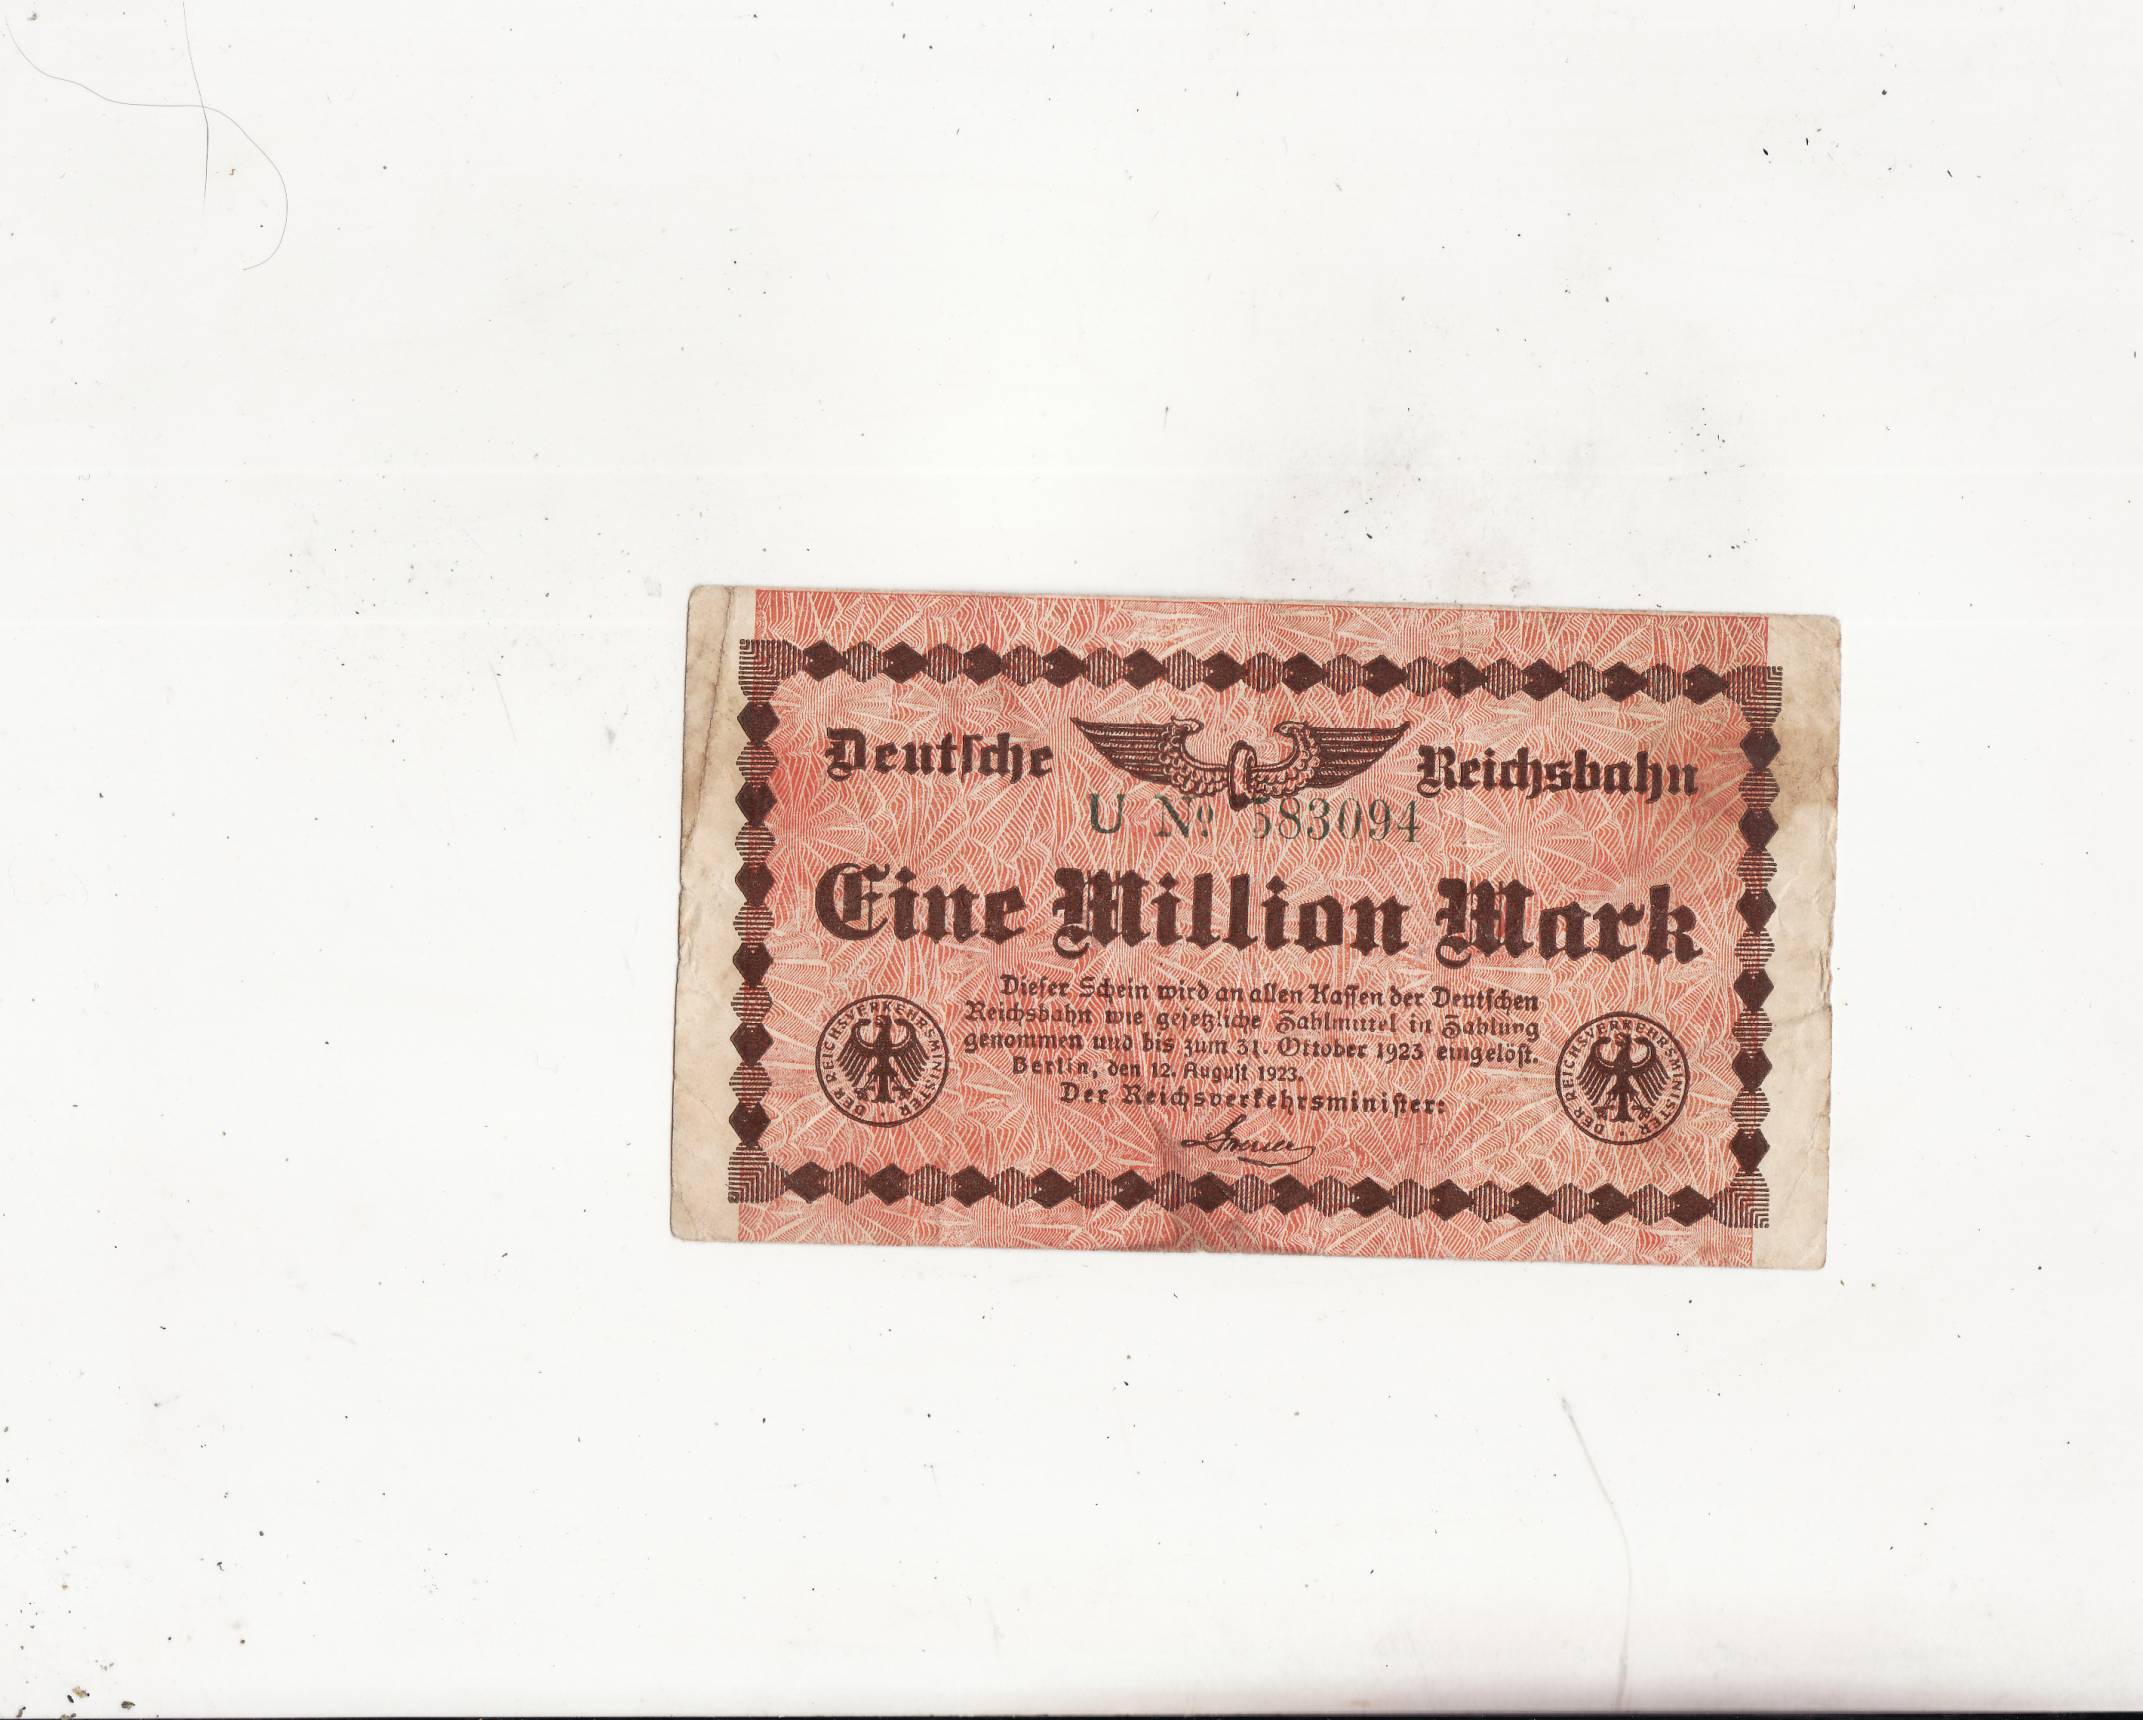 Deutsche Reichsbahn
U No 583094
Eine Million Mark
Dieser Schein wird an allen Kassen der Deutschen
Reichsbahn wie gesetzliche Zahlmittel in Zahlung
genommen und bis zum 31. Oktober 1923 eingelöst.
Berlin, den 12. August 1923.
Der Reichsverkehrsminister:
Groener
DER REICHSVERKEHRSMINISTER
DER REICHSVERKEHRSMINISTER